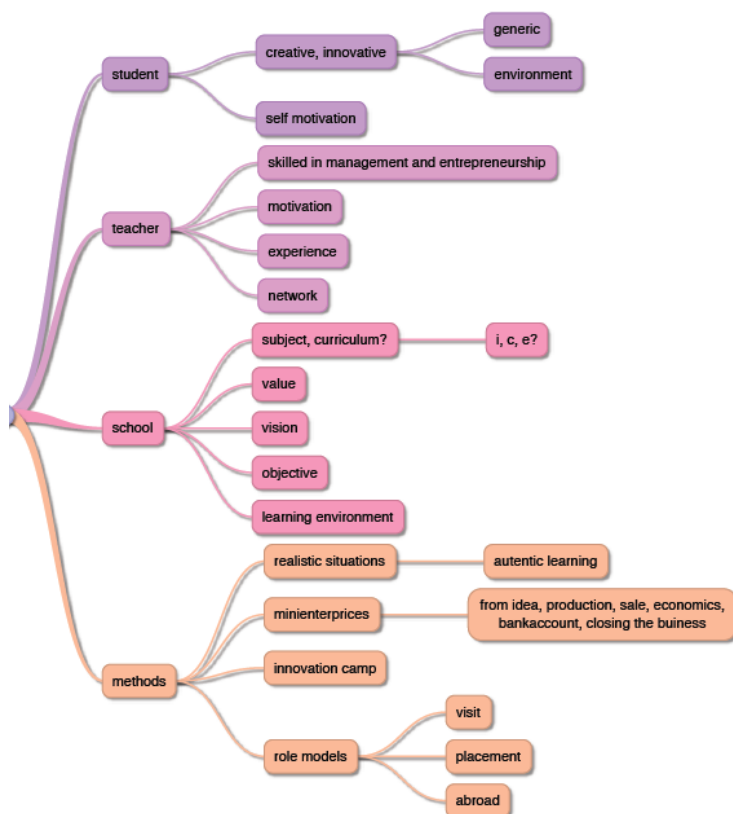 student
creative, innovative
generic
environment
self motivation
teacher
skilled in management and entrepreneurship
motivation
experience
network
school
subject, curriculum?
i, c, e?
value
vision
objective
learning environment
methods
realistic situations
autentic learning
minienterprices
from idea, production, sale, economics,
bankaccount, closing the buiness
innovation camp
role models
visit
placement
abroad